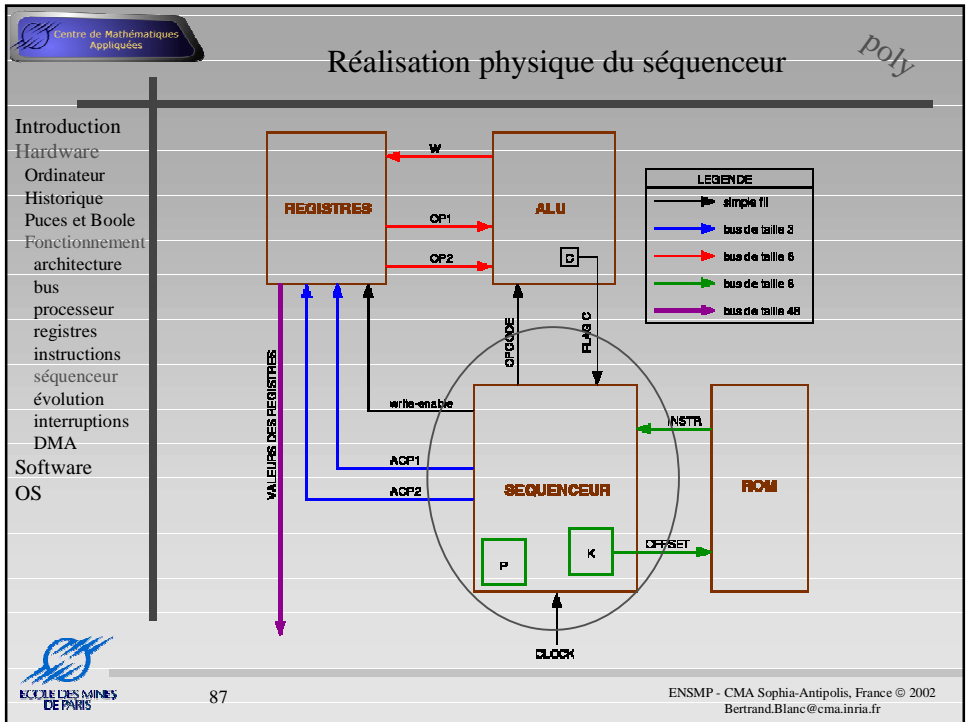 Centre de Mathématiques
Appliquées
Réalisation physique du séquenceur
poly
Introduction
Hardware
Ordinateur
Historique
Puces et Boole
Fonctionnement
architecture
bus
processeur
registres
instructions
séquenceur
évolution
interruptions
DMA
Software
OS
W
REGISTRES
OP1
OP2
ALU
C
LEGENDE
simple fil
bus de taille 3
bus de taille 6
bus de taille 6
bus de taille 48
OPCODE
FLAG C
VALEURS DES REGISTRES
write-enable
ACP1
ACP2
SEQUENCEUR
P
K
INSTR
OFFSET
ROM
CLOCK
ECOLE DES MINES
DE PARIS
87
ENSMP - CMA Sophia-Antipolis, France © 2002
Bertrand.Blanc@cma.inria.fr